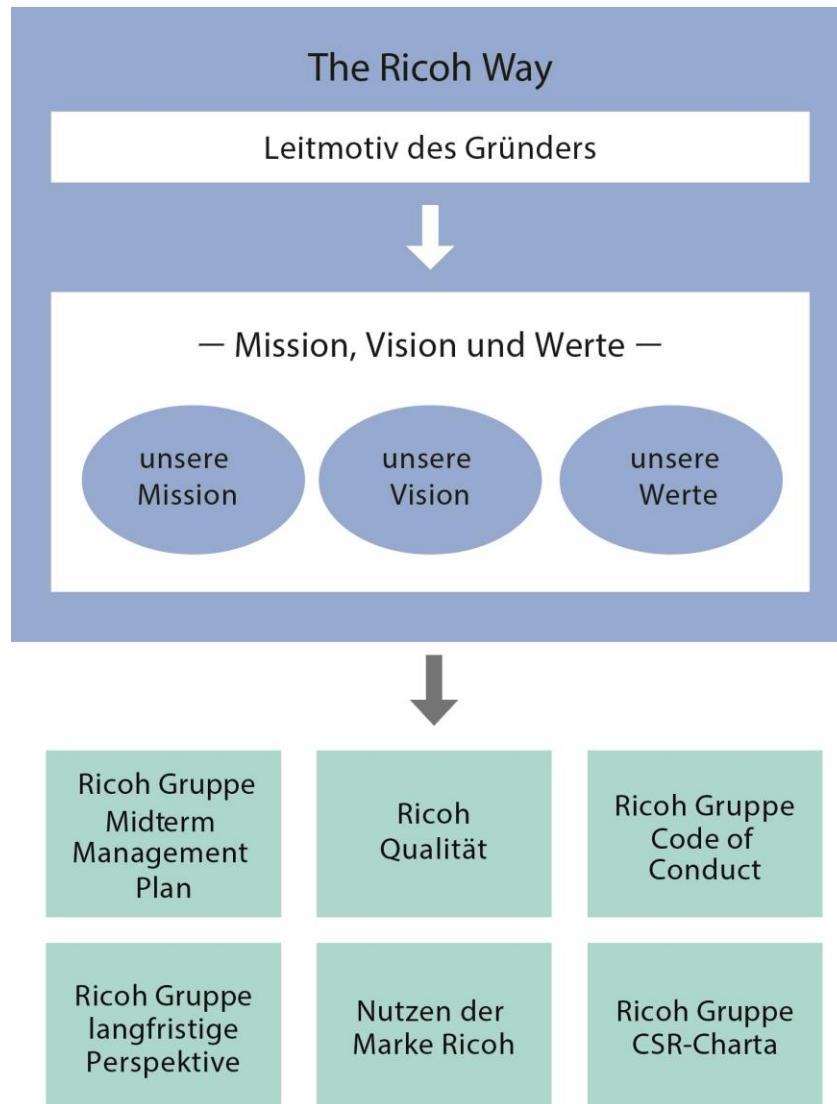 The Ricoh Way
Leitmotiv des Gründers
— Mission, Vision und Werte —
unsere
Mission
unsere
Vision
unsere
Werte
Ricoh Gruppe
Midterm
Management
Plan
Ricoh
Qualität
Ricoh Gruppe
Code of
Conduct
Ricoh Gruppe
langfristige
Perspektive
Nutzen der
Marke Ricoh
Ricoh Gruppe
CSR-Charta